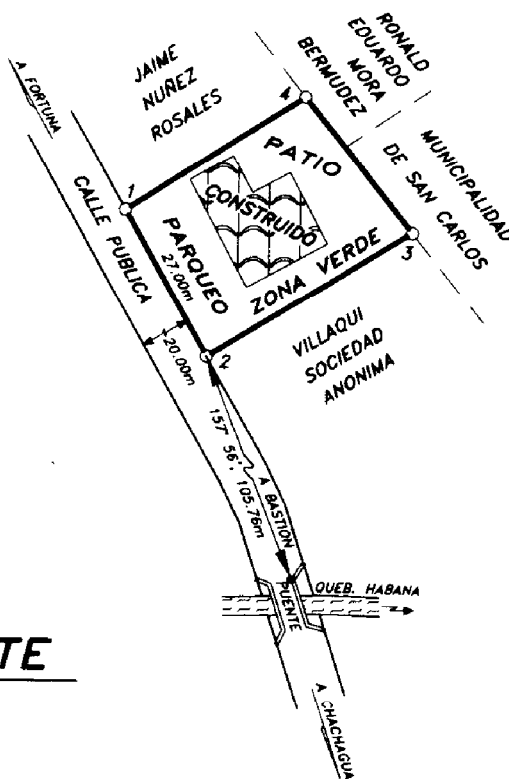 A FORTUNA
JAIME
NUÑEZ
ROSALES
RONALD
EDUARDO
MORA
BERMUDEZ
4
MUNICIPALIDAD
DE SAN CARLOS
1
PATIO
CONSTRUIDO
CALLE PUBLICA
PARQUEO
27.00m
ZONA VERDE
3
20.00m
2
VILLAQUI
SOCIEDAD
ANONIMA
157° 56', 105.76m
A BASTION
PUENTE
QUEB. HABANA
TE
A CHACHAGUA